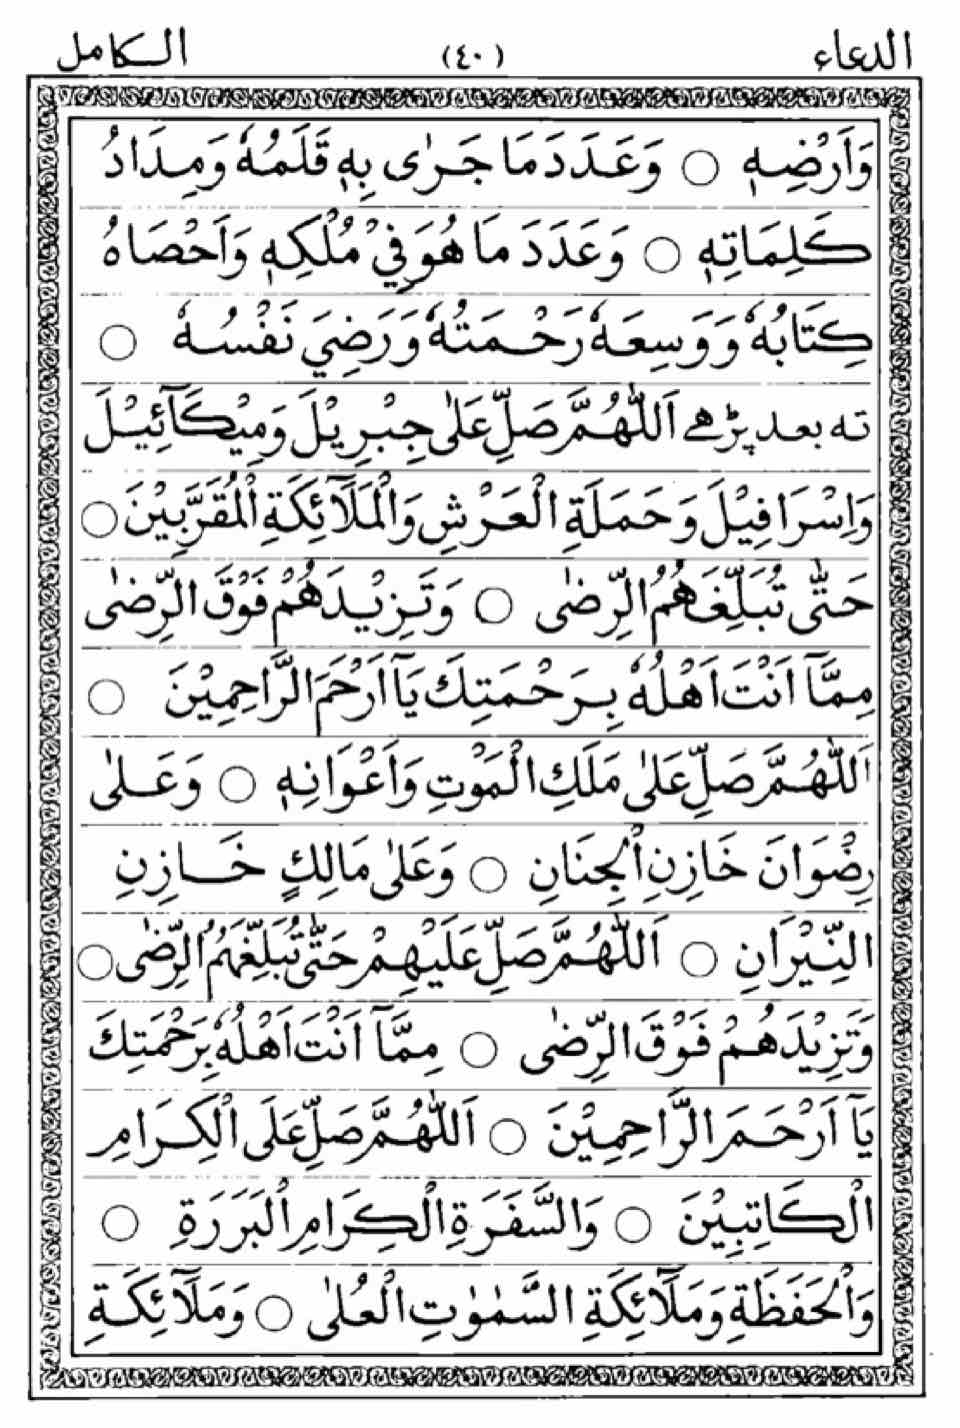 الدعاء (٤٠) الكامل
وَاَرْضِهٖ ○ وَعَدَدَ مَا جَرٰى بِهٖ قَلَمُهٗ وَمِدَادُ
كَلِمَاتِهٖ ○ وَعَدَدَ مَا هُوَ فِيْ مُلْكِهٖ وَاَحْصَاهُ
كِتَابُهٗ وَوَسِعَهٗ رَحْمَتُهٗ وَرَضِيَ نَفْسُهٗ ○
ته بعد پڑھے اَللّٰهُمَّ صَلِّ عَلٰى جِبْرِيْلَ وَمِيْكَآئِيْلَ
وَاِسْرَافِيْلَ وَحَمَلَةِ الْعَرْشِ وَالْمَلَآئِكَةِ الْمُقَرَّبِيْنَ ○
حَتّٰى تُبَلِّغَهُمُ الرِّضٰى ○ وَتَزِيْدَهُمْ فَوْقَ الرِّضٰى
مِمَّآ اَنْتَ اَهْلُهٗ بِرَحْمَتِكَ يَآ اَرْحَمَ الرَّاحِمِيْنَ ○
اَللّٰهُمَّ صَلِّ عَلٰى مَلَكِ الْمَوْتِ وَاَعْوَانِهٖ ○ وَعَلٰى
رِضْوَانَ خَازِنِ الْجِنَانِ ○ وَعَلٰى مَالِكٍ خَازِنِ
النِّيْرَانِ ○ اَللّٰهُمَّ صَلِّ عَلَيْهِمْ حَتّٰى تُبَلِّغَهُمُ الرِّضٰى ○
وَتَزِيْدَهُمْ فَوْقَ الرِّضٰى ○ مِمَّآ اَنْتَ اَهْلُهٗ بِرَحْمَتِكَ
يَآ اَرْحَمَ الرَّاحِمِيْنَ ○ اَللّٰهُمَّ صَلِّ عَلَى الْكِرَامِ
الْكَاتِبِيْنَ ○ وَالسَّفَرَةِ الْكِرَامِ الْبَرَرَةِ ○
وَالْحَفَظَةِ وَمَلَآئِكَةِ السَّمٰوٰتِ الْعُلٰى ○ وَمَلَآئِكَةِ